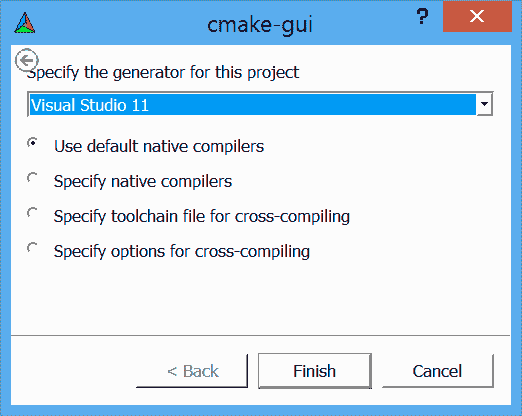 cmake-gui
?
Specify the generator for this project
Visual Studio 11
Use default native compilers
Specify native compilers
Specify toolchain file for cross-compiling
Specify options for cross-compiling
< Back
Finish
Cancel